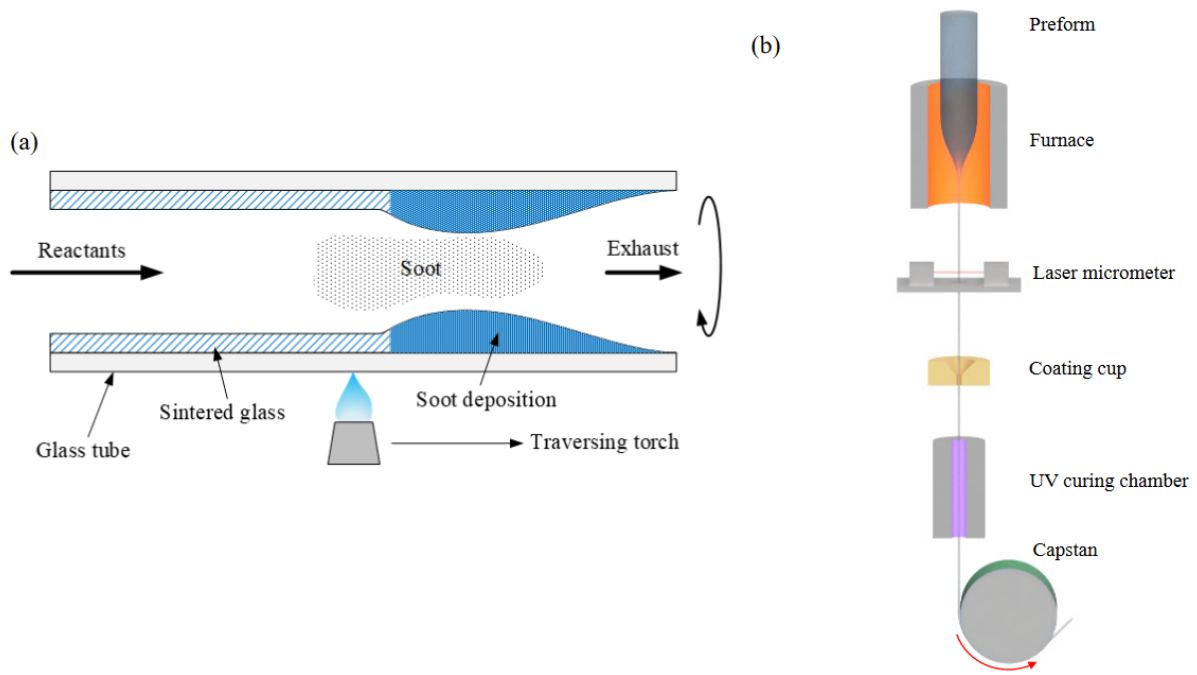 (a)
Reactants
Soot
Exhaust
Sintered glass
Soot deposition
Glass tube
Traversing torch
(b)
Preform
Furnace
Laser micrometer
Coating cup
UV curing chamber
Capstan